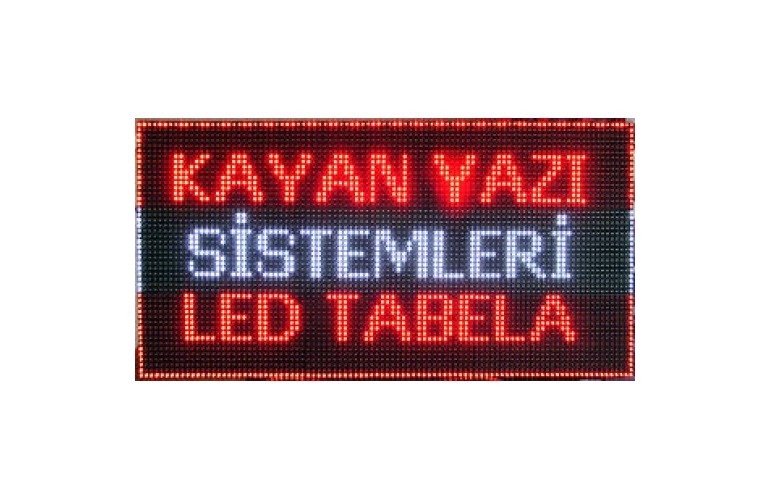 KAYAN YAZI
SİSTEMLERİ
LED TABELA